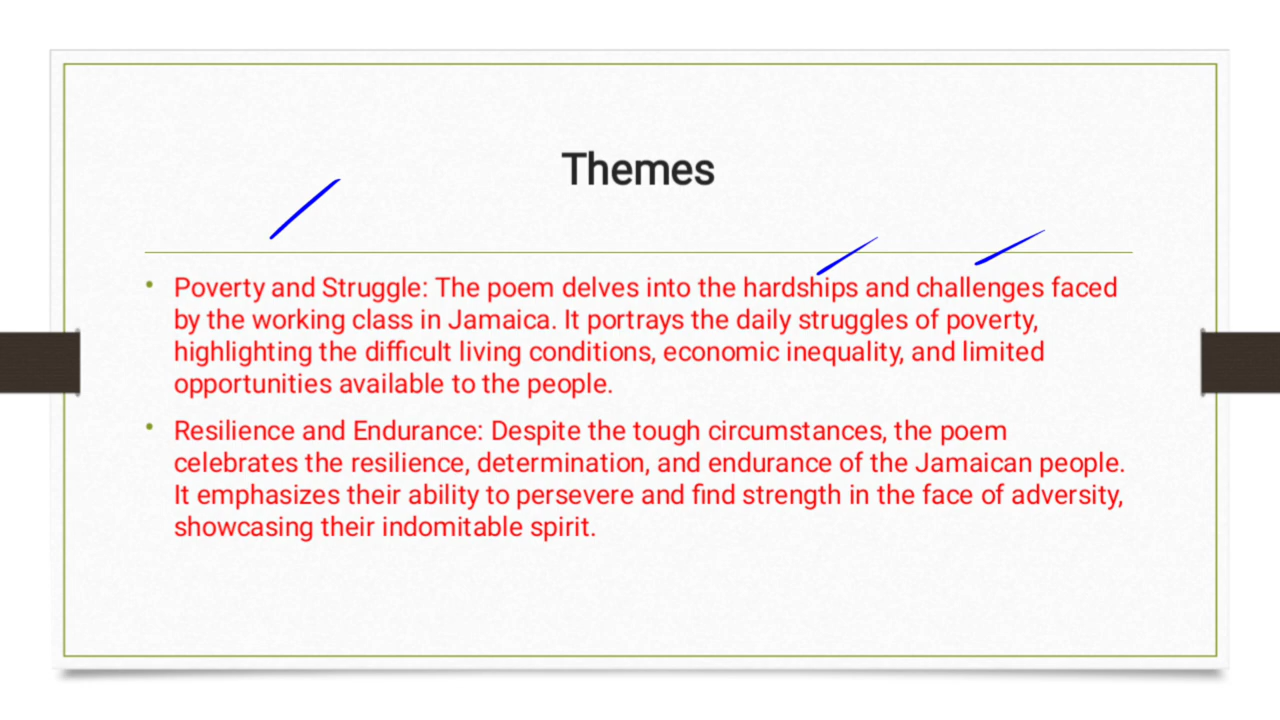 Themes
• Poverty and Struggle: The poem delves into the hardships and challenges faced
by the working class in Jamaica. It portrays the daily struggles of poverty,
highlighting the difficult living conditions, economic inequality, and limited
opportunities available to the people.
• Resilience and Endurance: Despite the tough circumstances, the poem
celebrates the resilience, determination, and endurance of the Jamaican people.
It emphasizes their ability to persevere and find strength in the face of adversity,
showcasing their indomitable spirit.